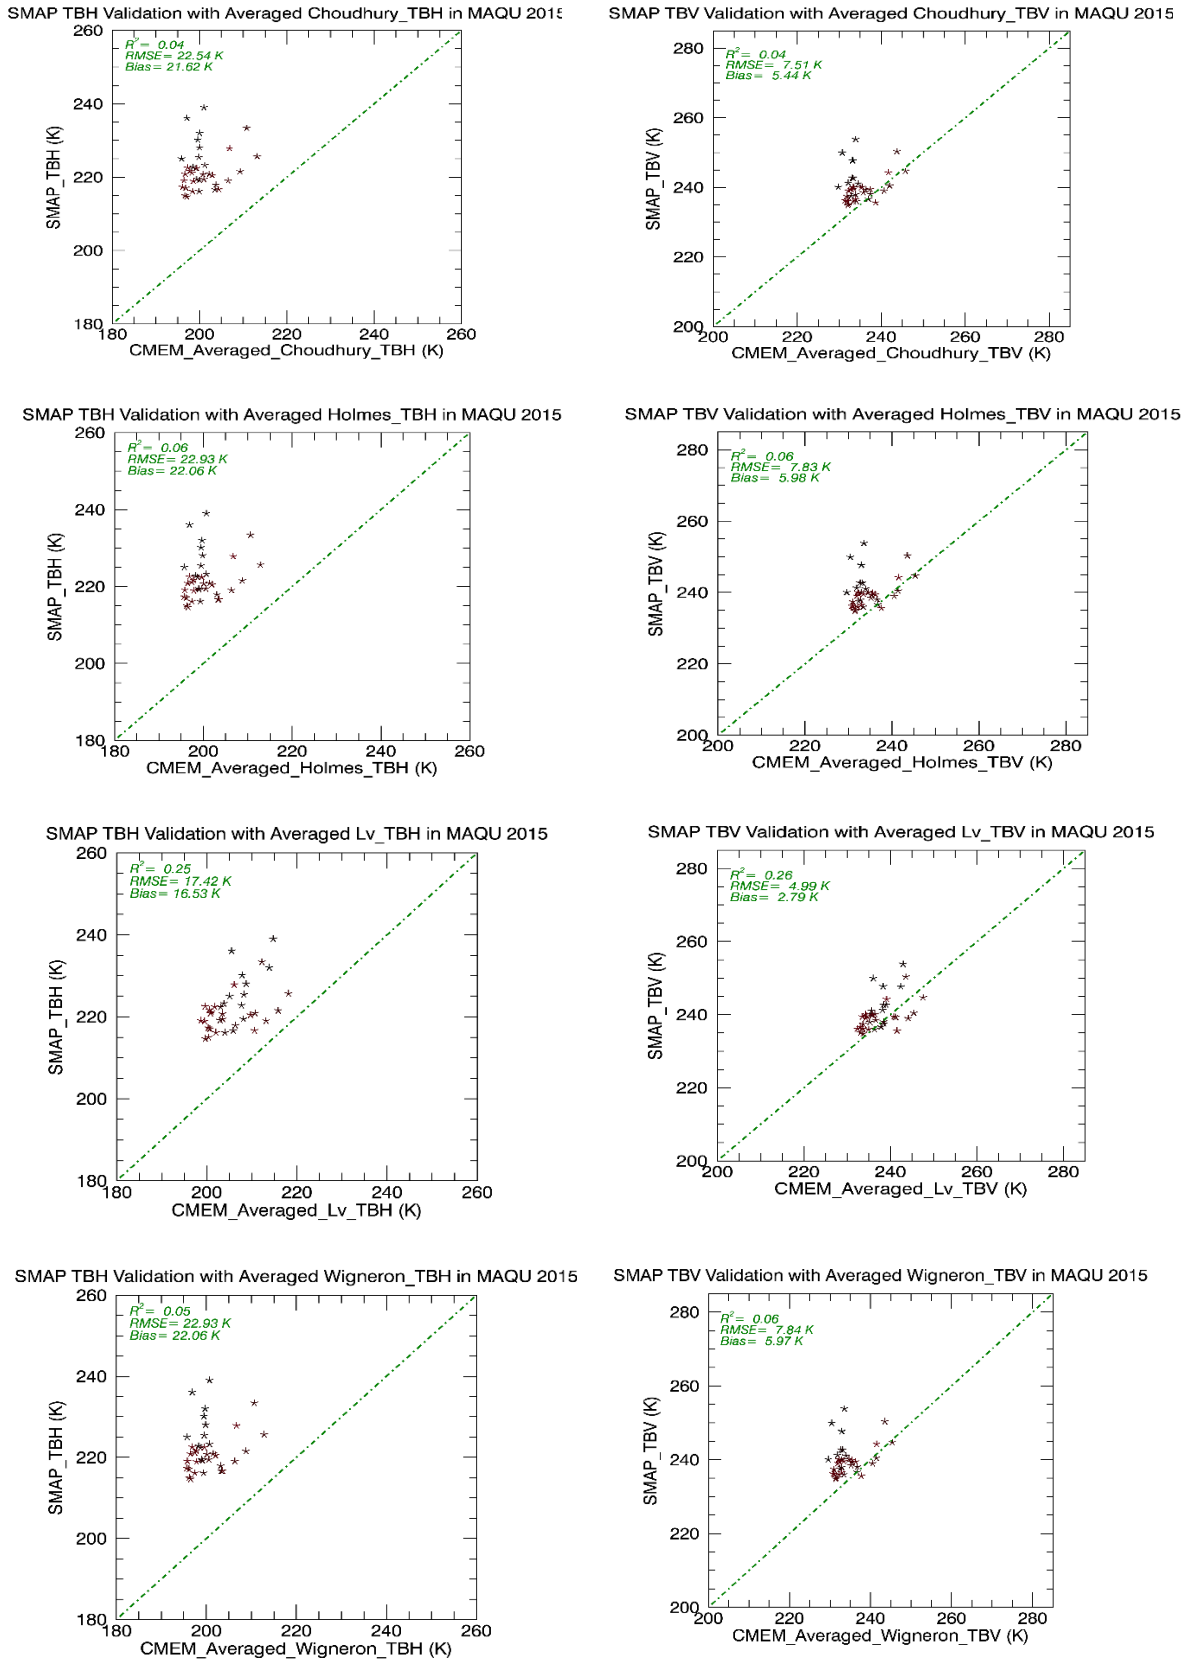 SMAP TBH Validation with Averaged Choudhury_TBH in MAQU 2015
260
240
220
200
180
R² = 0.04
RMSE= 22.54 K
Bias= 21.62 K
SMAP_TBH (K)
180 200 220 240 260
CMEM_Averaged_Choudhury_TBH (K)
SMAP TBV Validation with Averaged Choudhury_TBV in MAQU 2015
280
260
240
220
200
R² = 0.04
RMSE= 7.51 K
Bias= 5.44 K
SMAP_TBV (K)
200 220 240 260 280
CMEM_Averaged_Choudhury_TBV (K)
SMAP TBH Validation with Averaged Holmes_TBH in MAQU 2015
260
240
220
200
180
R² = 0.06
RMSE= 22.93 K
Bias= 22.06 K
SMAP_TBH (K)
180 200 220 240 260
CMEM_Averaged_Holmes_TBH (K)
SMAP TBV Validation with Averaged Holmes_TBV in MAQU 2015
280
260
240
220
200
R² = 0.06
RMSE= 7.83 K
Bias= 5.98 K
SMAP_TBV (K)
200 220 240 260 280
CMEM_Averaged_Holmes_TBV (K)
SMAP TBH Validation with Averaged Lv_TBH in MAQU 2015
260
240
220
200
180
R² = 0.25
RMSE= 17.42 K
Bias= 16.53 K
SMAP_TBH (K)
180 200 220 240 260
CMEM_Averaged_Lv_TBH (K)
SMAP TBV Validation with Averaged Lv_TBV in MAQU 2015
280
260
240
220
200
R² = 0.26
RMSE= 4.99 K
Bias= 2.79 K
SMAP_TBV (K)
200 220 240 260 280
CMEM_Averaged_Lv_TBV (K)
SMAP TBH Validation with Averaged Wigneron_TBH in MAQU 2015
260
240
220
200
180
R² = 0.05
RMSE= 22.93 K
Bias= 22.06 K
SMAP_TBH (K)
180 200 220 240 260
CMEM_Averaged_Wigneron_TBH (K)
SMAP TBV Validation with Averaged Wigneron_TBV in MAQU 2015
280
260
240
220
200
R² = 0.06
RMSE= 7.84 K
Bias= 5.97 K
SMAP_TBV (K)
200 220 240 260 280
CMEM_Averaged_Wigneron_TBV (K)